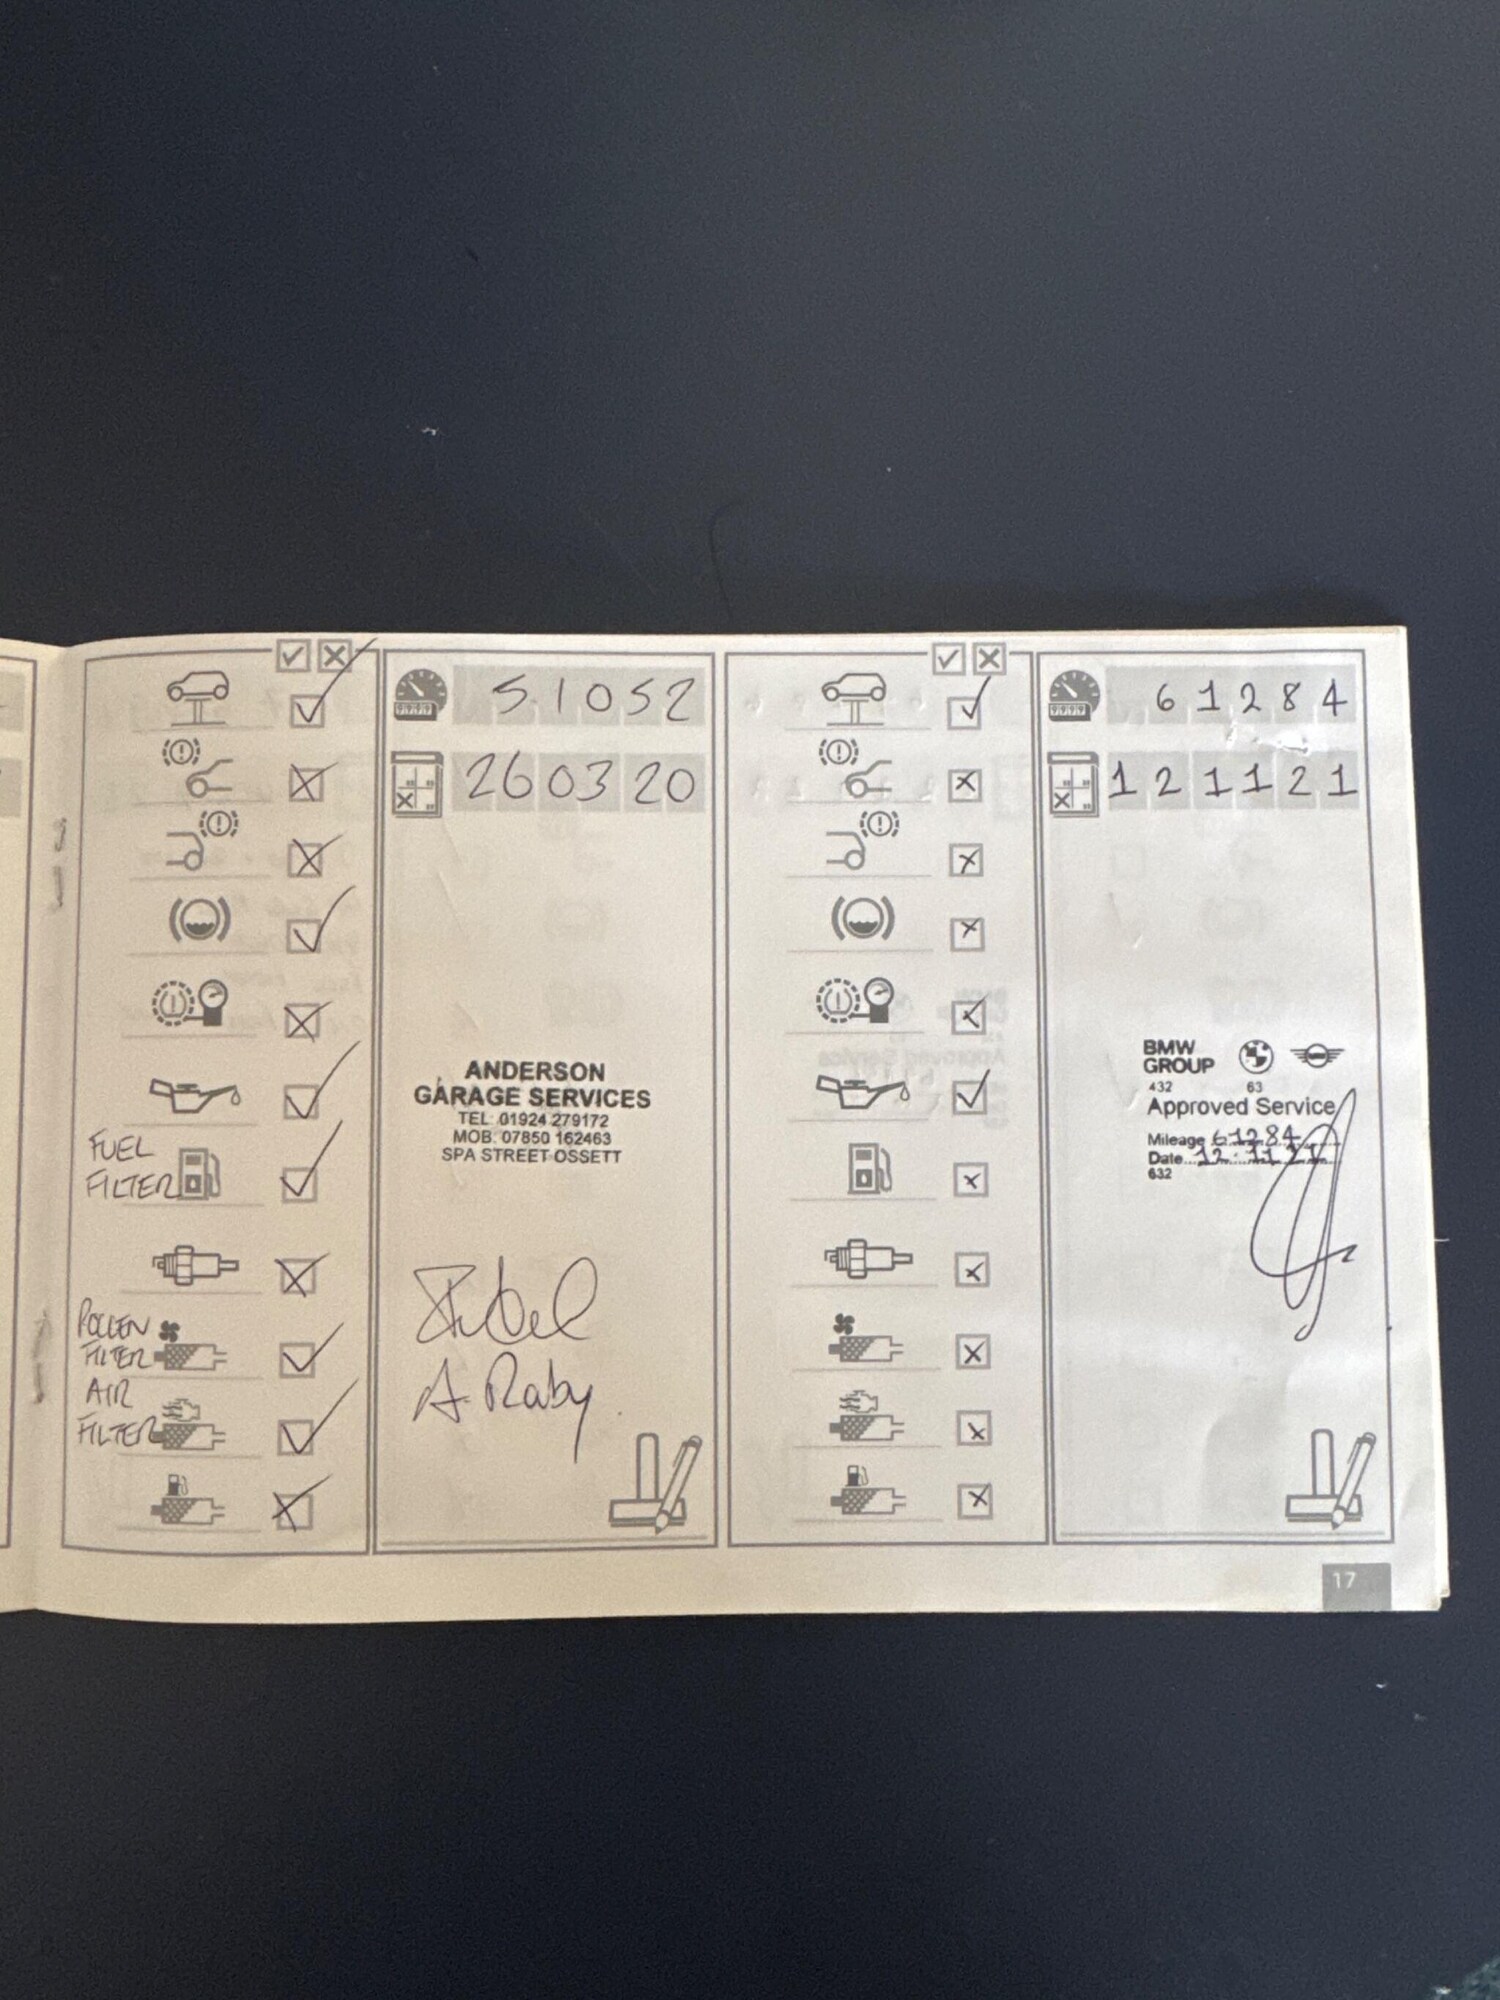 51052
260320
FUEL
FILTER
POLLEN
FILTER
AIR
FILTER
ANDERSON
GARAGE SERVICES
TEL: 01924 279172
MOB: 07850 162463
SPA STREET OSSETT
A. Raby
61284
121121
BMW
GROUP
432 63
Approved Service
Mileage 61284
Date 12.11.21
632
17